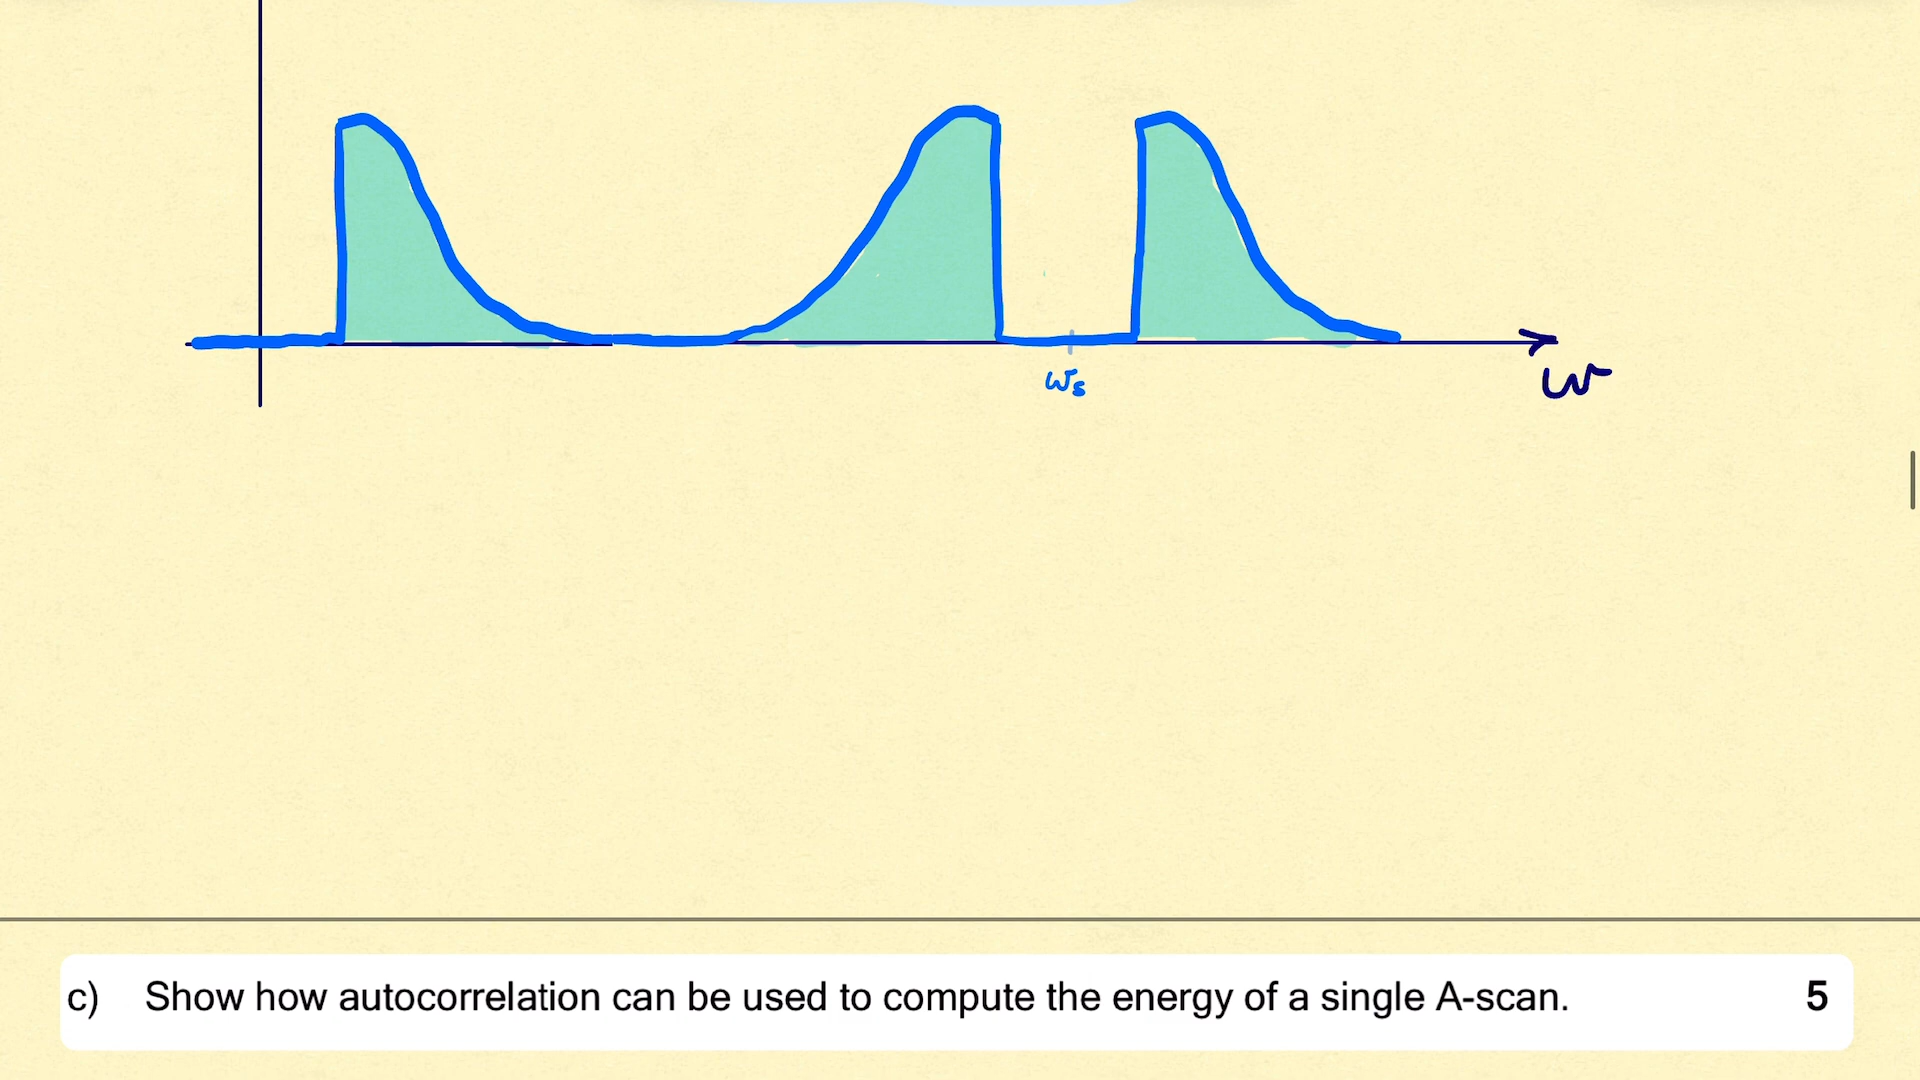 ωs
ω
c) Show how autocorrelation can be used to compute the energy of a single A-scan. 5